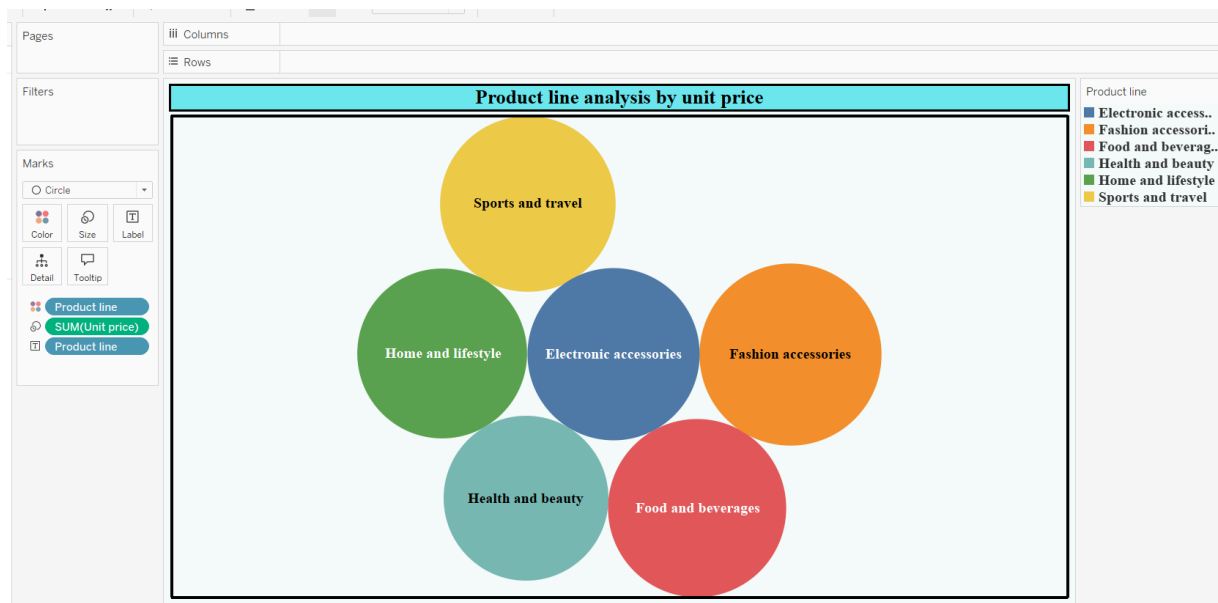 Pages
Columns
Rows
Filters
Product line analysis by unit price
Product line
Electronic access..
Fashion accessori..
Food and beverag..
Health and beauty
Home and lifestyle
Sports and travel
Marks
Circle
Color
Size
Label
Detail
Tooltip
Product line
SUM(Unit price)
Product line
Sports and travel
Home and lifestyle
Electronic accessories
Fashion accessories
Health and beauty
Food and beverages